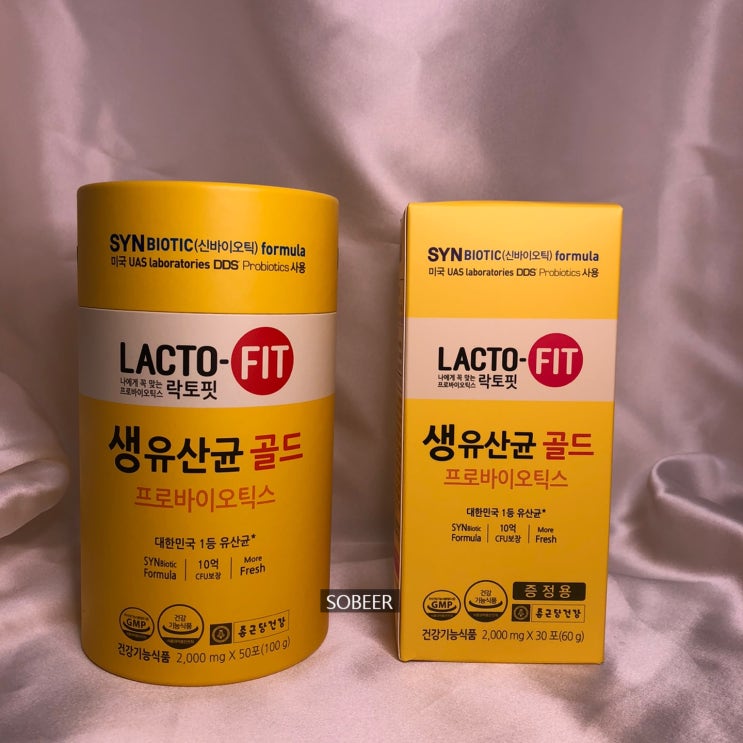 SYNBIOTIC(신바이오틱) formula
미국 UAS laboratories DDS® Probiotics 사용
LACTO-FIT
나에게 꼭 맞는
프로바이오틱스 락토핏
생유산균 골드
프로바이오틱스
대한민국 1등 유산균*
SYNBiotic Formula
10억 CFU보장
More Fresh
GMP
건강기능식품
종근당건강
건강기능식품 2,000 mg X 50포(100 g)
SYNBIOTIC(신바이오틱) formula
미국 UAS laboratories DDS® Probiotics 사용
LACTO-FIT
나에게 꼭 맞는
프로바이오틱스 락토핏
생유산균 골드
프로바이오틱스
대한민국 1등 유산균*
SYNBiotic Formula
10억 CFU보장
More Fresh
증정용
GMP
건강기능식품
종근당건강
건강기능식품 2,000 mg X 30포(60 g)
SOBEER